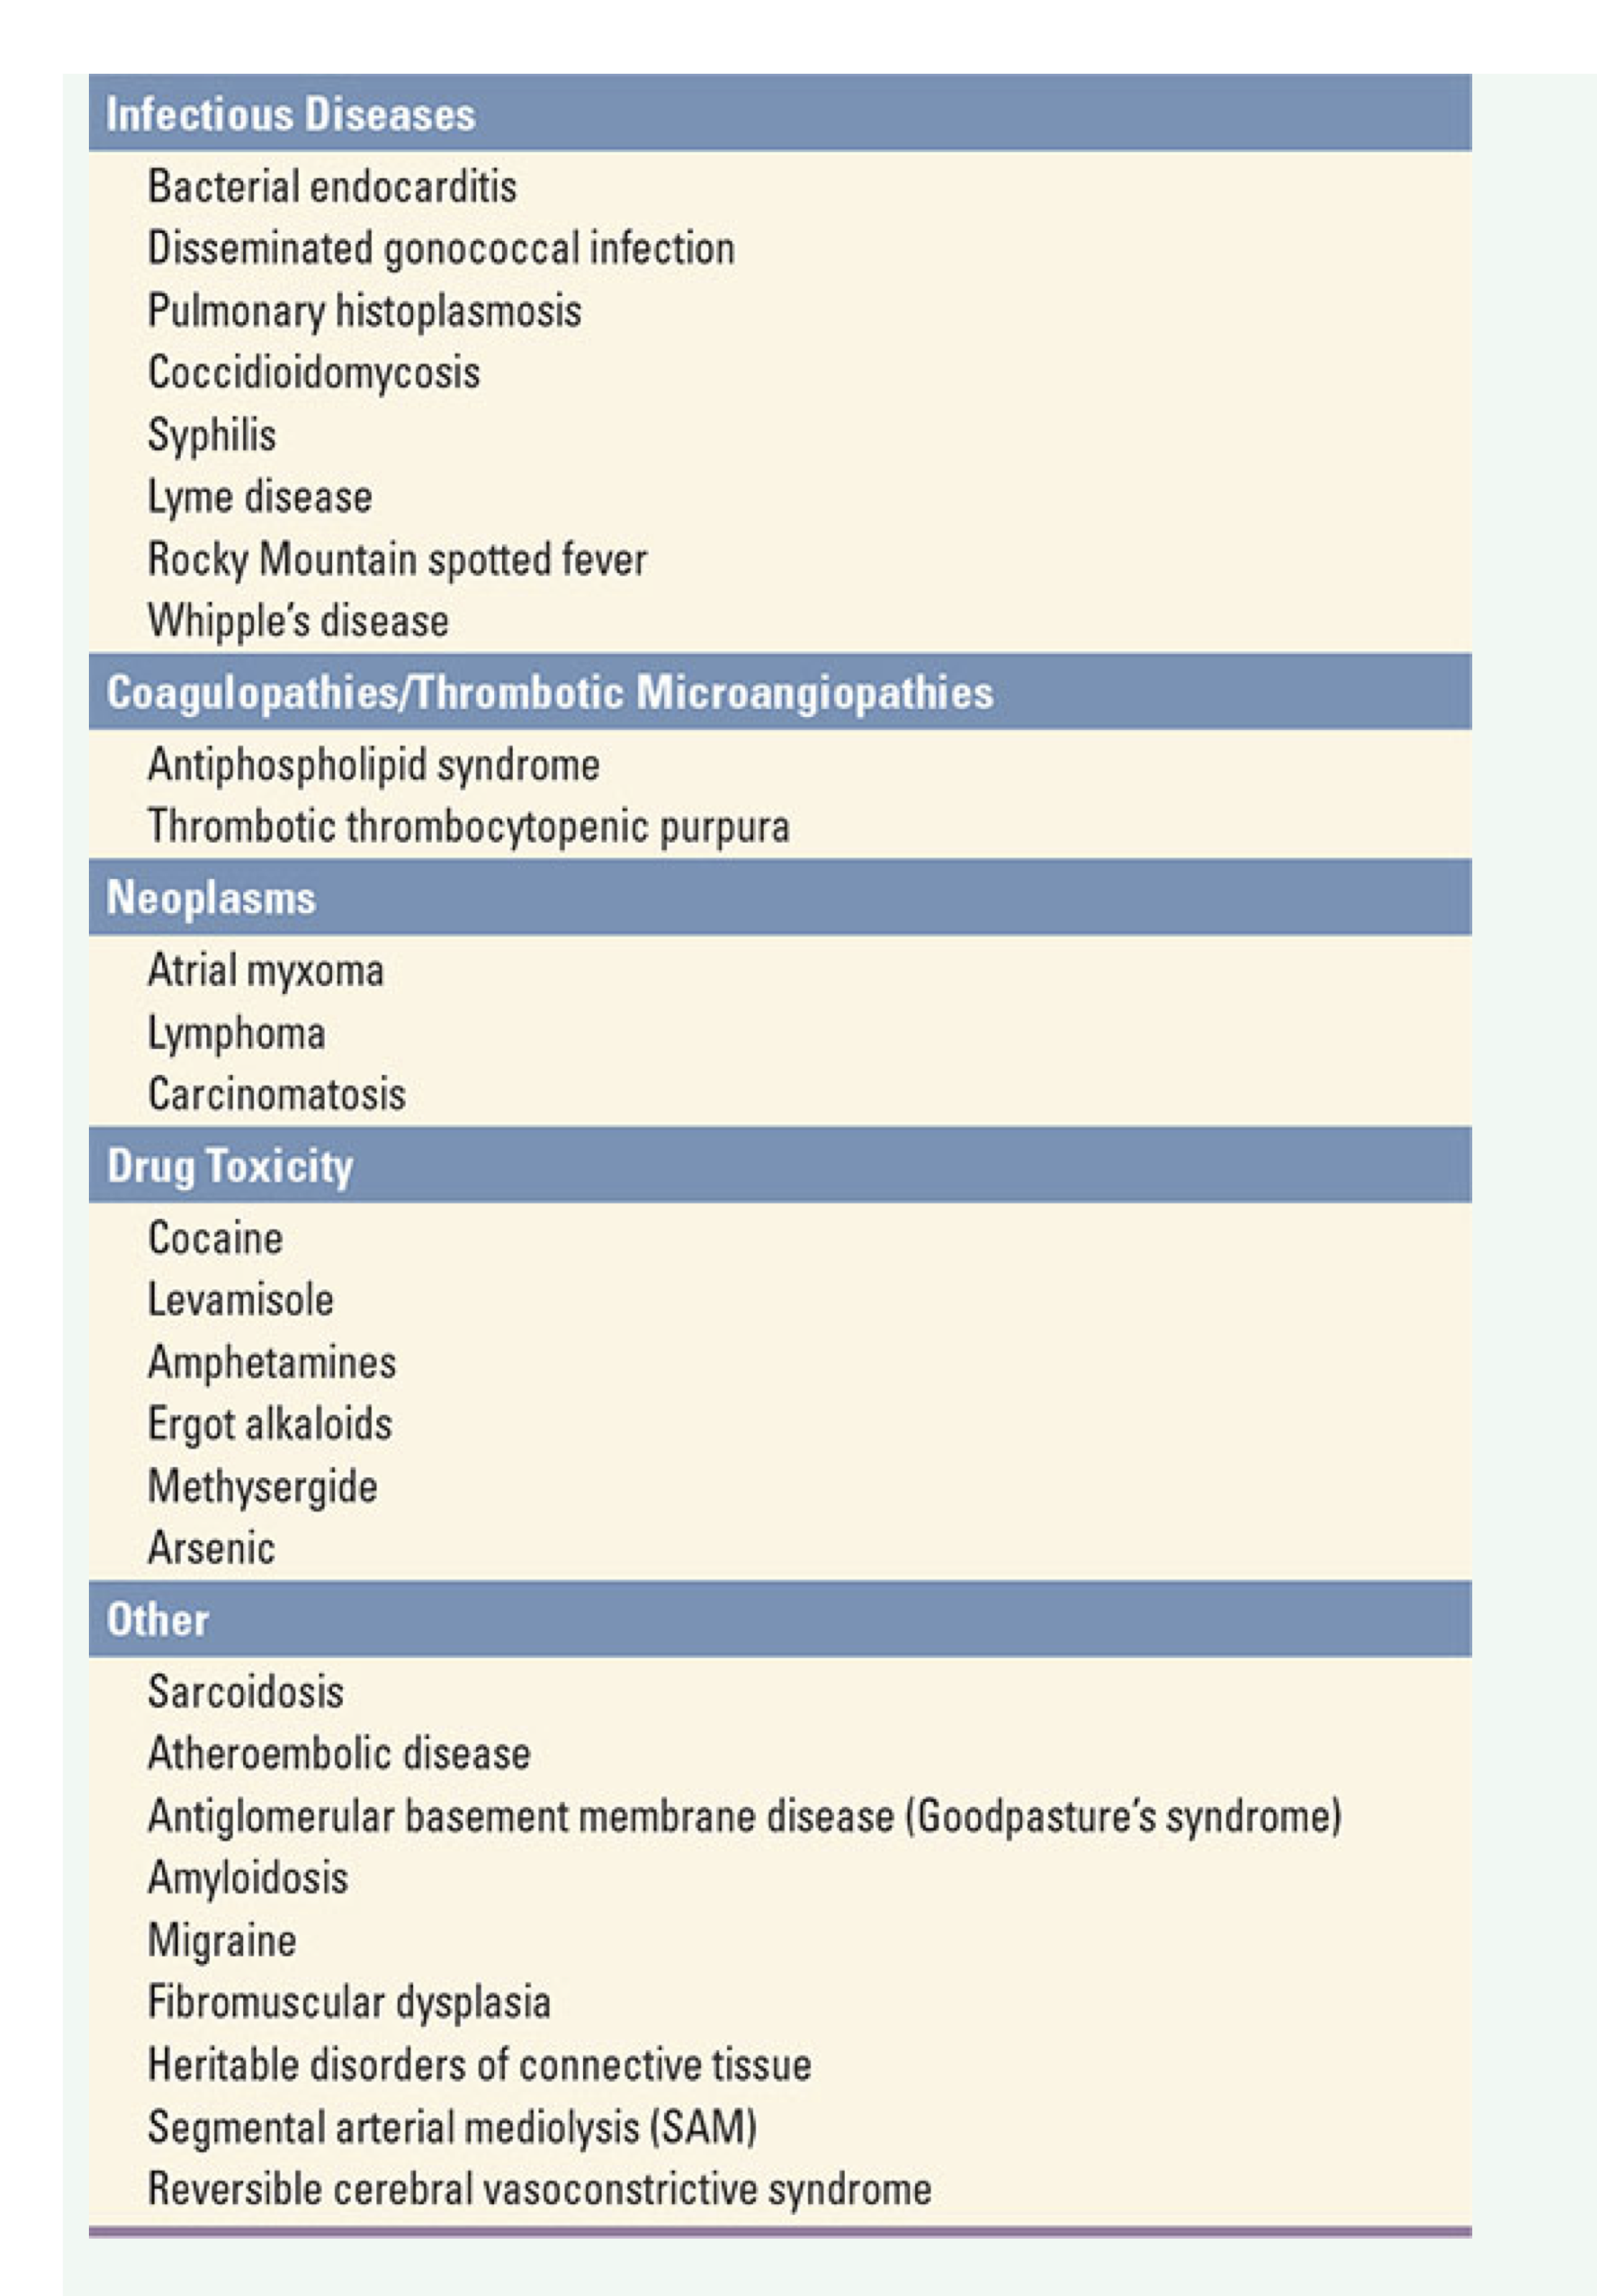 Infectious Diseases
Bacterial endocarditis
Disseminated gonococcal infection
Pulmonary histoplasmosis
Coccidioidomycosis
Syphilis
Lyme disease
Rocky Mountain spotted fever
Whipple’s disease
Coagulopathies/Thrombotic Microangiopathies
Antiphospholipid syndrome
Thrombotic thrombocytopenic purpura
Neoplasms
Atrial myxoma
Lymphoma
Carcinomatosis
Drug Toxicity
Cocaine
Levamisole
Amphetamines
Ergot alkaloids
Methysergide
Arsenic
Other
Sarcoidosis
Atheroembolic disease
Antiglomerular basement membrane disease (Goodpasture’s syndrome)
Amyloidosis
Migraine
Fibromuscular dysplasia
Heritable disorders of connective tissue
Segmental arterial mediolysis (SAM)
Reversible cerebral vasoconstrictive syndrome